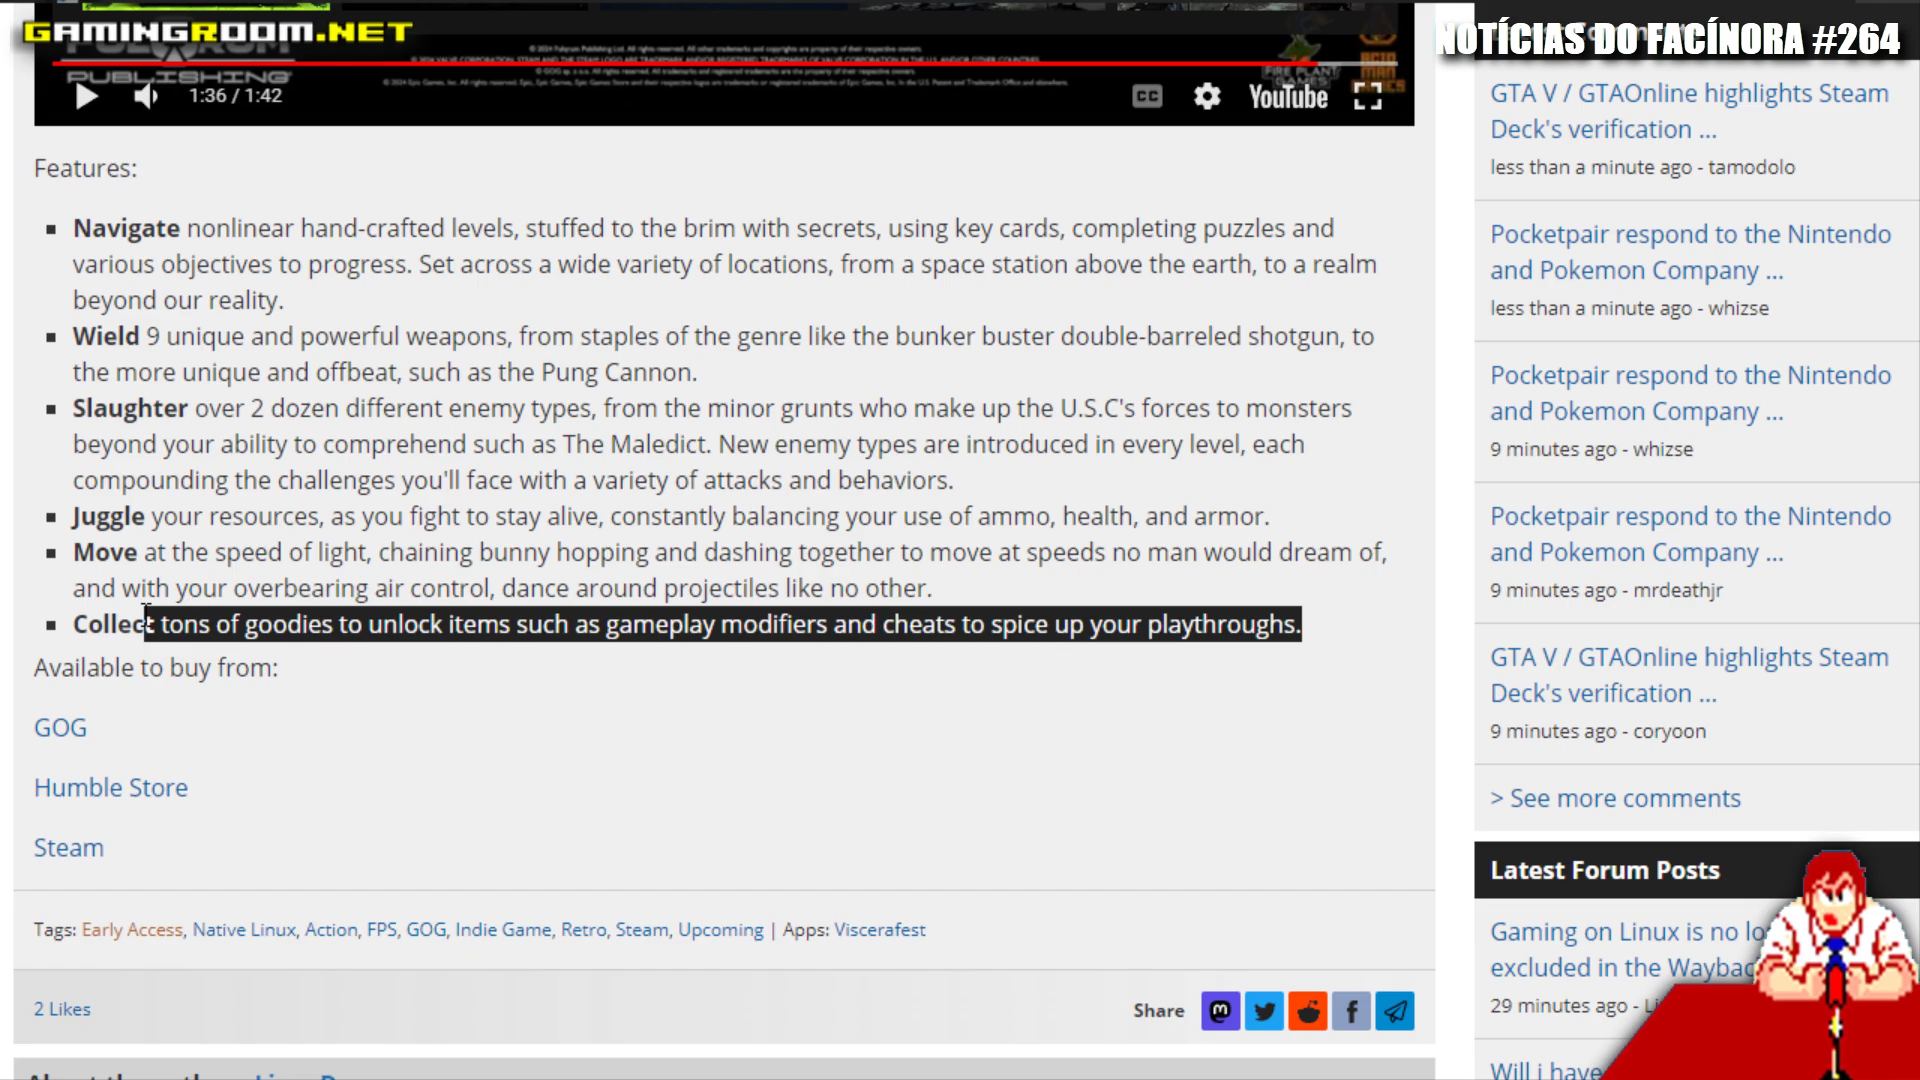 GAMINGROOM.NET
NOTÍCIAS DO FACÍNORA #264
PUBLISHING
FIRE PLANT
GAMES
1:36 / 1:42
CC
YouTube
Features:
Navigate nonlinear hand-crafted levels, stuffed to the brim with secrets, using key cards, completing puzzles and
various objectives to progress. Set across a wide variety of locations, from a space station above the earth, to a realm
beyond our reality.
Wield 9 unique and powerful weapons, from staples of the genre like the bunker buster double-barreled shotgun, to
the more unique and offbeat, such as the Pung Cannon.
Slaughter over 2 dozen different enemy types, from the minor grunts who make up the U.S.C's forces to monsters
beyond your ability to comprehend such as The Maledict. New enemy types are introduced in every level, each
compounding the challenges you'll face with a variety of attacks and behaviors.
Juggle your resources, as you fight to stay alive, constantly balancing your use of ammo, health, and armor.
Move at the speed of light, chaining bunny hopping and dashing together to move at speeds no man would dream of,
and with your overbearing air control, dance around projectiles like no other.
Collect tons of goodies to unlock items such as gameplay modifiers and cheats to spice up your playthroughs.
Available to buy from:
GOG
Humble Store
Steam
Tags: Early Access, Native Linux, Action, FPS, GOG, Indie Game, Retro, Steam, Upcoming | Apps: Viscerafest
2 Likes
Share
GTA V / GTAOnline highlights Steam
Deck's verification ...
less than a minute ago - tamodolo
Pocketpair respond to the Nintendo
and Pokemon Company ...
less than a minute ago - whizse
Pocketpair respond to the Nintendo
and Pokemon Company ...
9 minutes ago - whizse
Pocketpair respond to the Nintendo
and Pokemon Company ...
9 minutes ago - mrdeathjr
GTA V / GTAOnline highlights Steam
Deck's verification ...
9 minutes ago - coryoon
> See more comments
Latest Forum Posts
Gaming on Linux is no lo
excluded in the Waybac
29 minutes ago - Li
Will i have